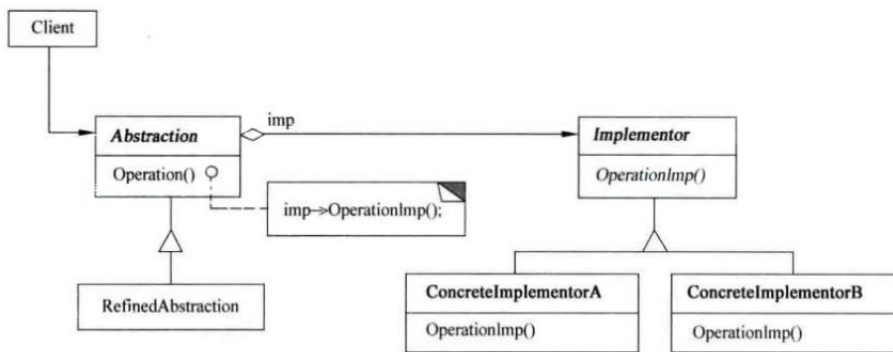 Client
Abstraction
Operation()
imp
Implementor
OperationImp()
imp->OperationImp();
RefinedAbstraction
ConcreteImplementorA
OperationImp()
ConcreteImplementorB
OperationImp()